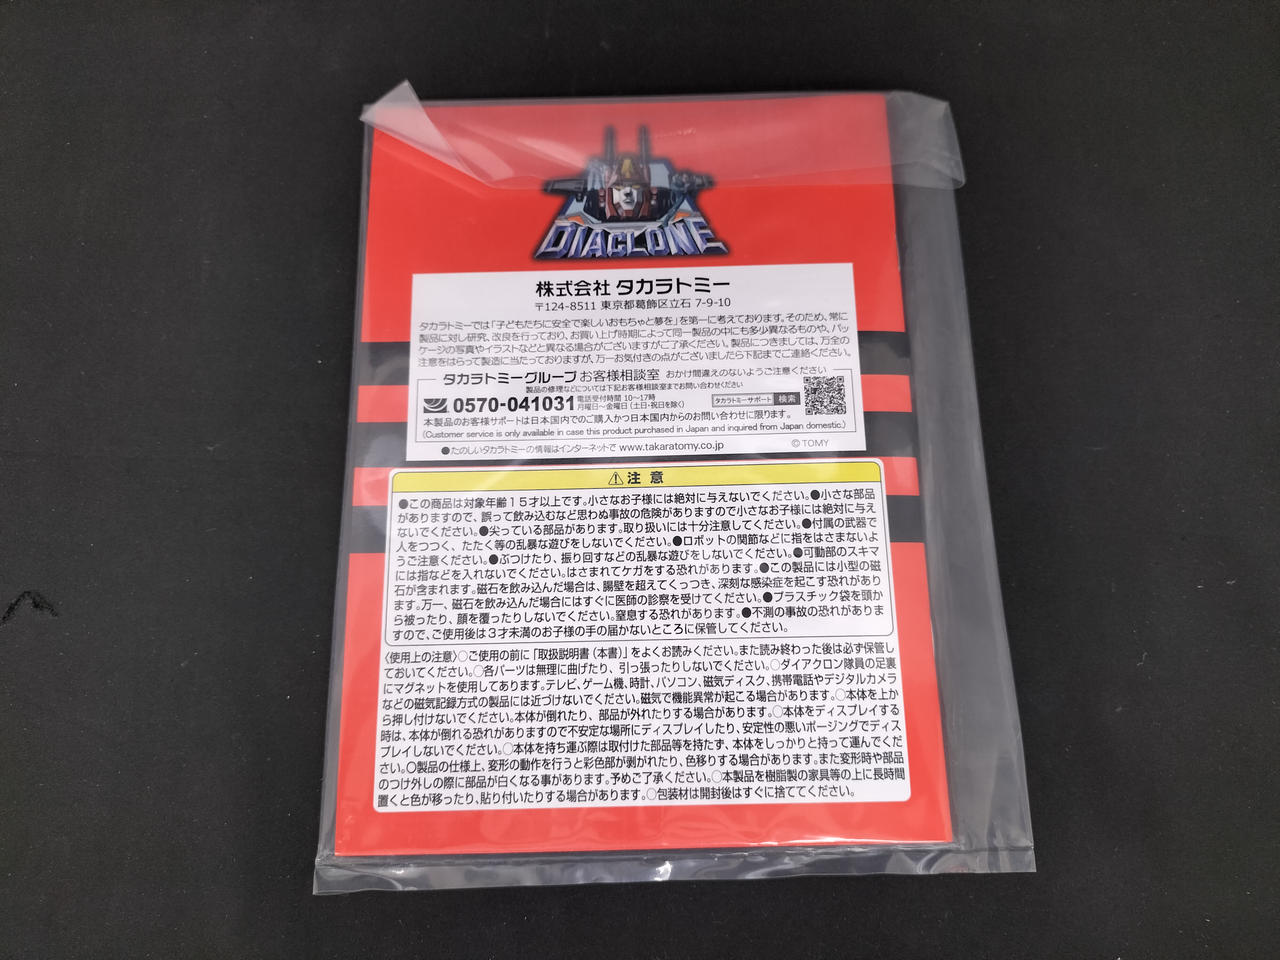 DIACLONE
株式会社 タカラトミー
〒124-8511 東京都葛飾区立石 7-9-10
タカラトミーでは「子どもたちに安全で楽しいおもちゃと夢を」を第一に考えております。そのため、常に
製品に対し研究、改良を行っており、お買い上げ時期によって同一製品の中にも多少異なるものや、パッ
ケージの写真やイラストなどと異なる場合がございますがご了承ください。製品につきましては、万全の
注意をはらって製造に当たっておりますが、万一お気付きの点がございましたら下記までご連絡ください。
タカラトミーグループ お客様相談室 おかけ間違えのないようご注意ください
製品の修理などについては下記お客様相談室までお問い合わせください
0570-041031 電話受付時間 10〜17時
月曜日〜金曜日 (土・日・祝日を除く)
タカラトミーサポート 検索
本製品のお客様サポートは日本国内でのご購入かつ日本国内からのお問い合わせに限ります。
(Customer service is only available in case this product purchased in Japan and inquired from Japan domestic.)
●たのしいタカラトミーの情報はインターネットで www.takaratomy.co.jp
© TOMY
⚠注 意
●この商品は対象年齢15才以上です。小さなお子様には絶対に与えないでください。●小さな部品
がありますので、誤って飲み込むなど思わぬ事故の危険がありますので小さなお子様には絶対に与え
ないでください。●尖っている部品があります。取り扱いには十分注意してください。●付属の武器で
人をつつく、たたく等の乱暴な遊びをしないでください。●ロボットの関節などに指をはさまないよ
うご注意ください。●ぶつけたり、振り回すなどの乱暴な遊びをしないでください。●可動部のスキマ
には指などを入れないでください。はさまれてケガをする恐れがあります。●この製品には小型の磁
石が含まれます。磁石を飲み込んだ場合は、腸壁を超えてくっつき、深刻な感染症を起こす恐れがあり
ます。万一、磁石を飲み込んだ場合にはすぐに医師の診察を受けてください。●プラスチック袋を頭か
ら被ったり、顔を覆ったりしないでください。窒息する恐れがあります。●不測の事故の恐れがありま
すので、ご使用後は3才未満のお子様の手の届かないところに保管してください。
〈使用上の注意〉○ご使用の前に「取扱説明書(本書)」をよくお読みください。また読み終わった後は必ず保管し
ておいてください。○各パーツは無理に曲げたり、引っ張ったりしないでください。○ダイアクロン隊員の足裏
にマグネットを使用してあります。テレビ、ゲーム機、時計、パソコン、磁気ディスク、携帯電話やデジタルカメラ
などの磁気記録方式の製品には近づけないでください。磁気で機能異常が起こる場合があります。○本体を上か
ら押し付けないでください。本体が倒れたり、部品が外れたりする場合があります。○本体をディスプレイする
時は、本体が倒れる恐れがありますので不安定な場所にディスプレイしたり、安定性の悪いポージングでディス
プレイしないでください。○本体を持ち運ぶ際は取付けた部品等を持たず、本体をしっかりと持って運んでくだ
さい。○製品の仕様上、変形の動作を行うと彩色部が剥がれたり、色移りする場合があります。また変形時や部品
のつけ外しの際に部品が白くなる事があります。予めご了承ください。○本製品を樹脂製の家具等の上に長時間
置くと色が移ったり、貼り付いたりする場合があります。○包装材は開封後はすぐに捨ててください。